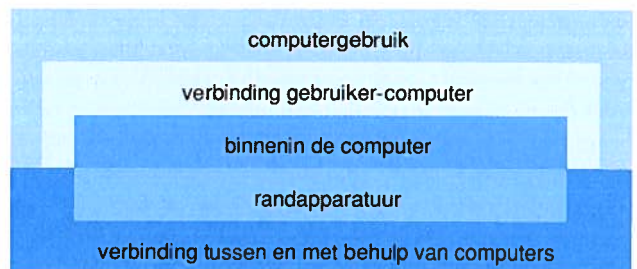 computergebruik
verbinding gebruiker-computer
binnenin de computer
randapparatuur
verbinding tussen en met behulp van computers